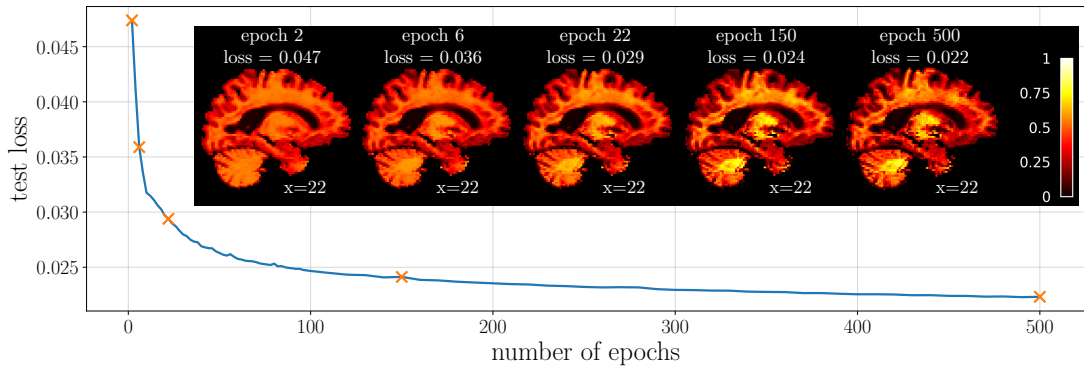 epoch 2 epoch 6 epoch 22 epoch 150 epoch 500
loss = 0.047 loss = 0.036 loss = 0.029 loss = 0.024 loss = 0.022
x=22 x=22 x=22 x=22 x=22
1
0.75
0.5
0.25
0
test loss
0.045
0.040
0.035
0.030
0.025
0 100 200 300 400 500
number of epochs